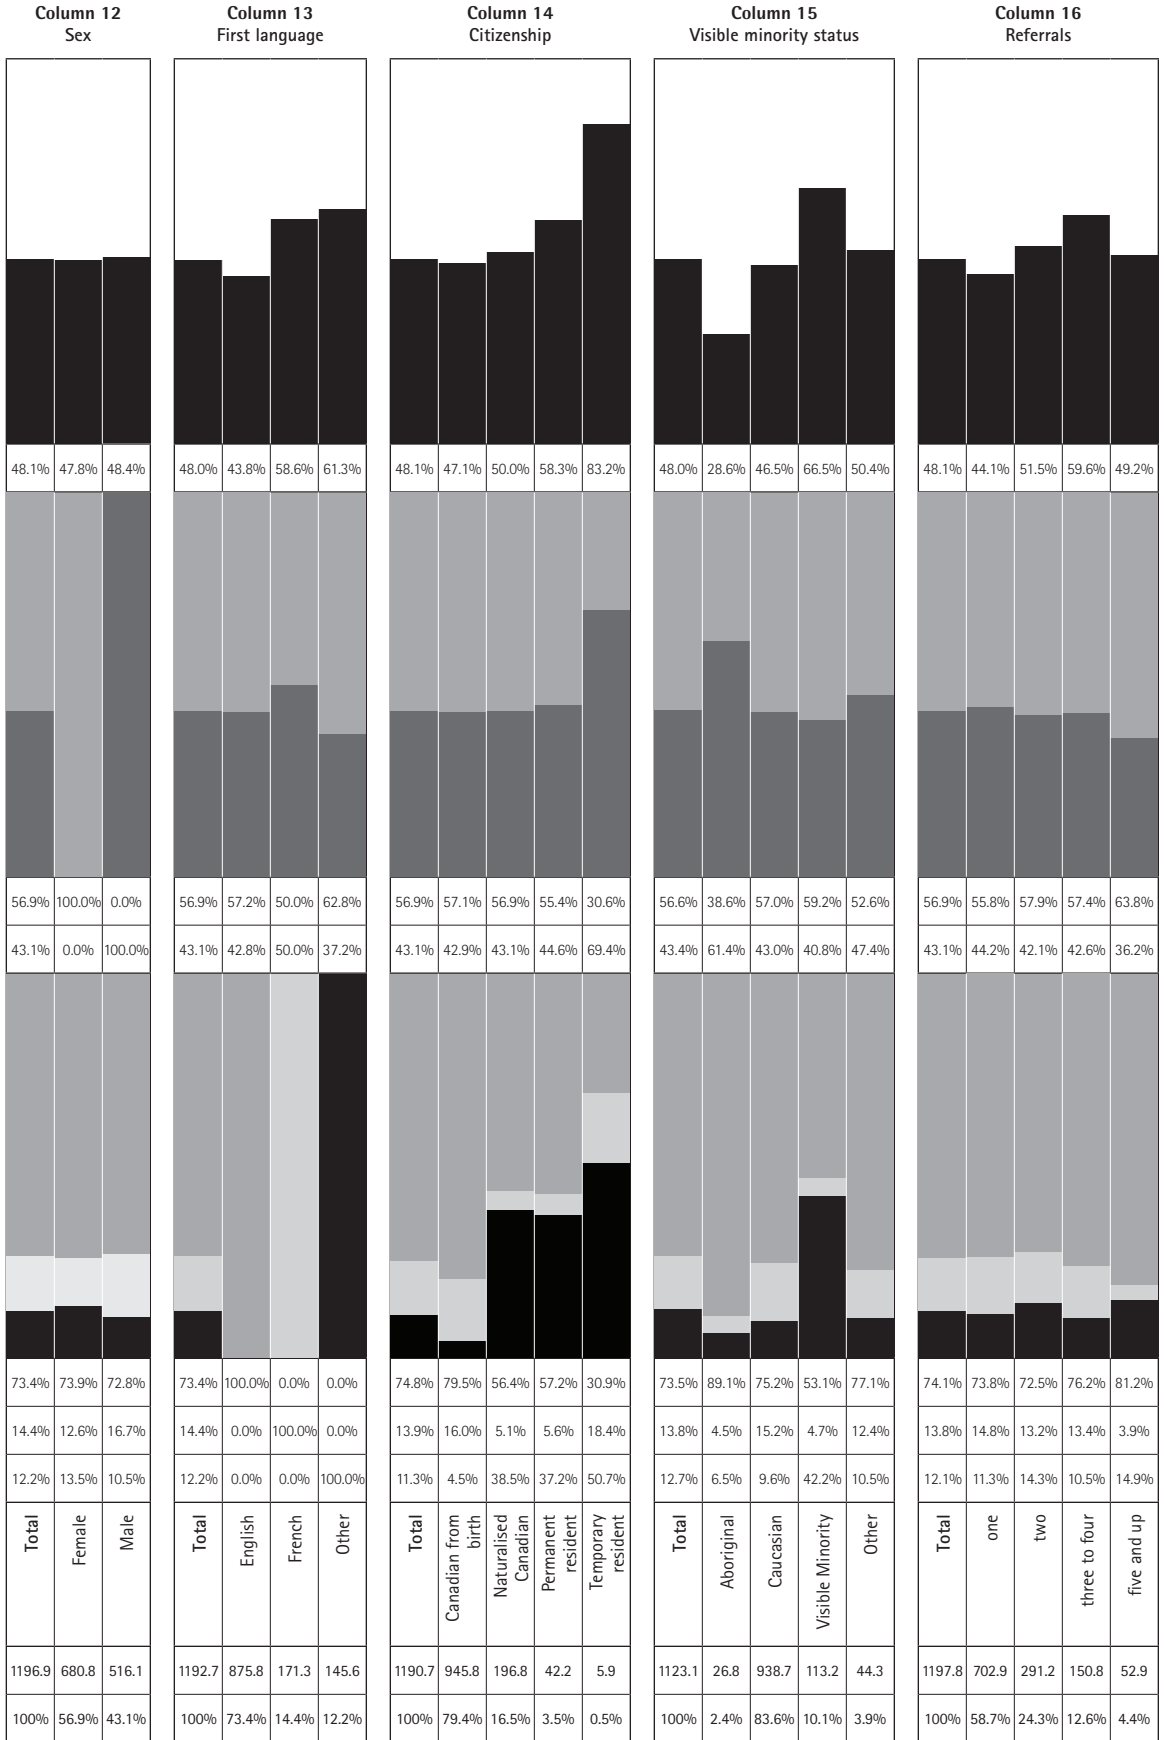 Column 12 Column 13 Column 14 Column 15 Column 16
Sex First language Citizenship Visible minority status Referrals
48.1% 47.8% 48.4% 48.0% 43.8% 58.6% 61.3% 48.1% 47.1% 50.0% 58.3% 83.2% 48.0% 28.6% 46.5% 66.5% 50.4% 48.1% 44.1% 51.5% 59.6% 49.2%
56.9% 100.0% 0.0% 56.9% 57.2% 50.0% 62.8% 56.9% 57.1% 56.9% 55.4% 30.6% 56.6% 38.6% 57.0% 59.2% 52.6% 56.9% 55.8% 57.9% 57.4% 63.8%
43.1% 0.0% 100.0% 43.1% 42.8% 50.0% 37.2% 43.1% 42.9% 43.1% 44.6% 69.4% 43.4% 61.4% 43.0% 40.8% 47.4% 43.1% 44.2% 42.1% 42.6% 36.2%
73.4% 73.9% 72.8% 73.4% 100.0% 0.0% 0.0% 74.8% 79.5% 56.4% 57.2% 30.9% 73.5% 89.1% 75.2% 53.1% 77.1% 74.1% 73.8% 72.5% 76.2% 81.2%
14.4% 12.6% 16.7% 14.4% 0.0% 100.0% 0.0% 13.9% 16.0% 5.1% 5.6% 18.4% 13.8% 4.5% 15.2% 4.7% 12.4% 13.8% 14.8% 13.2% 13.4% 3.9%
12.2% 13.5% 10.5% 12.2% 0.0% 0.0% 100.0% 11.3% 4.5% 38.5% 37.2% 50.7% 12.7% 6.5% 9.6% 42.2% 10.5% 12.1% 11.3% 14.3% 10.5% 14.9%
Total
Female
Male
Total
English
French
Other
Total
Canadian from
birth
Naturalised
Canadian
Permanent
resident
Temporary
resident
Total
Aboriginal
Caucasian
Visible Minority
Other
Total
one
two
three to four
five and up
1196.9 680.8 516.1 1192.7 875.8 171.3 145.6 1190.7 945.8 196.8 42.2 5.9 1123.1 26.8 938.7 113.2 44.3 1197.8 702.9 291.2 150.8 52.9
100% 56.9% 43.1% 100% 73.4% 14.4% 12.2% 100% 79.4% 16.5% 3.5% 0.5% 100% 2.4% 83.6% 10.1% 3.9% 100% 58.7% 24.3% 12.6% 4.4%